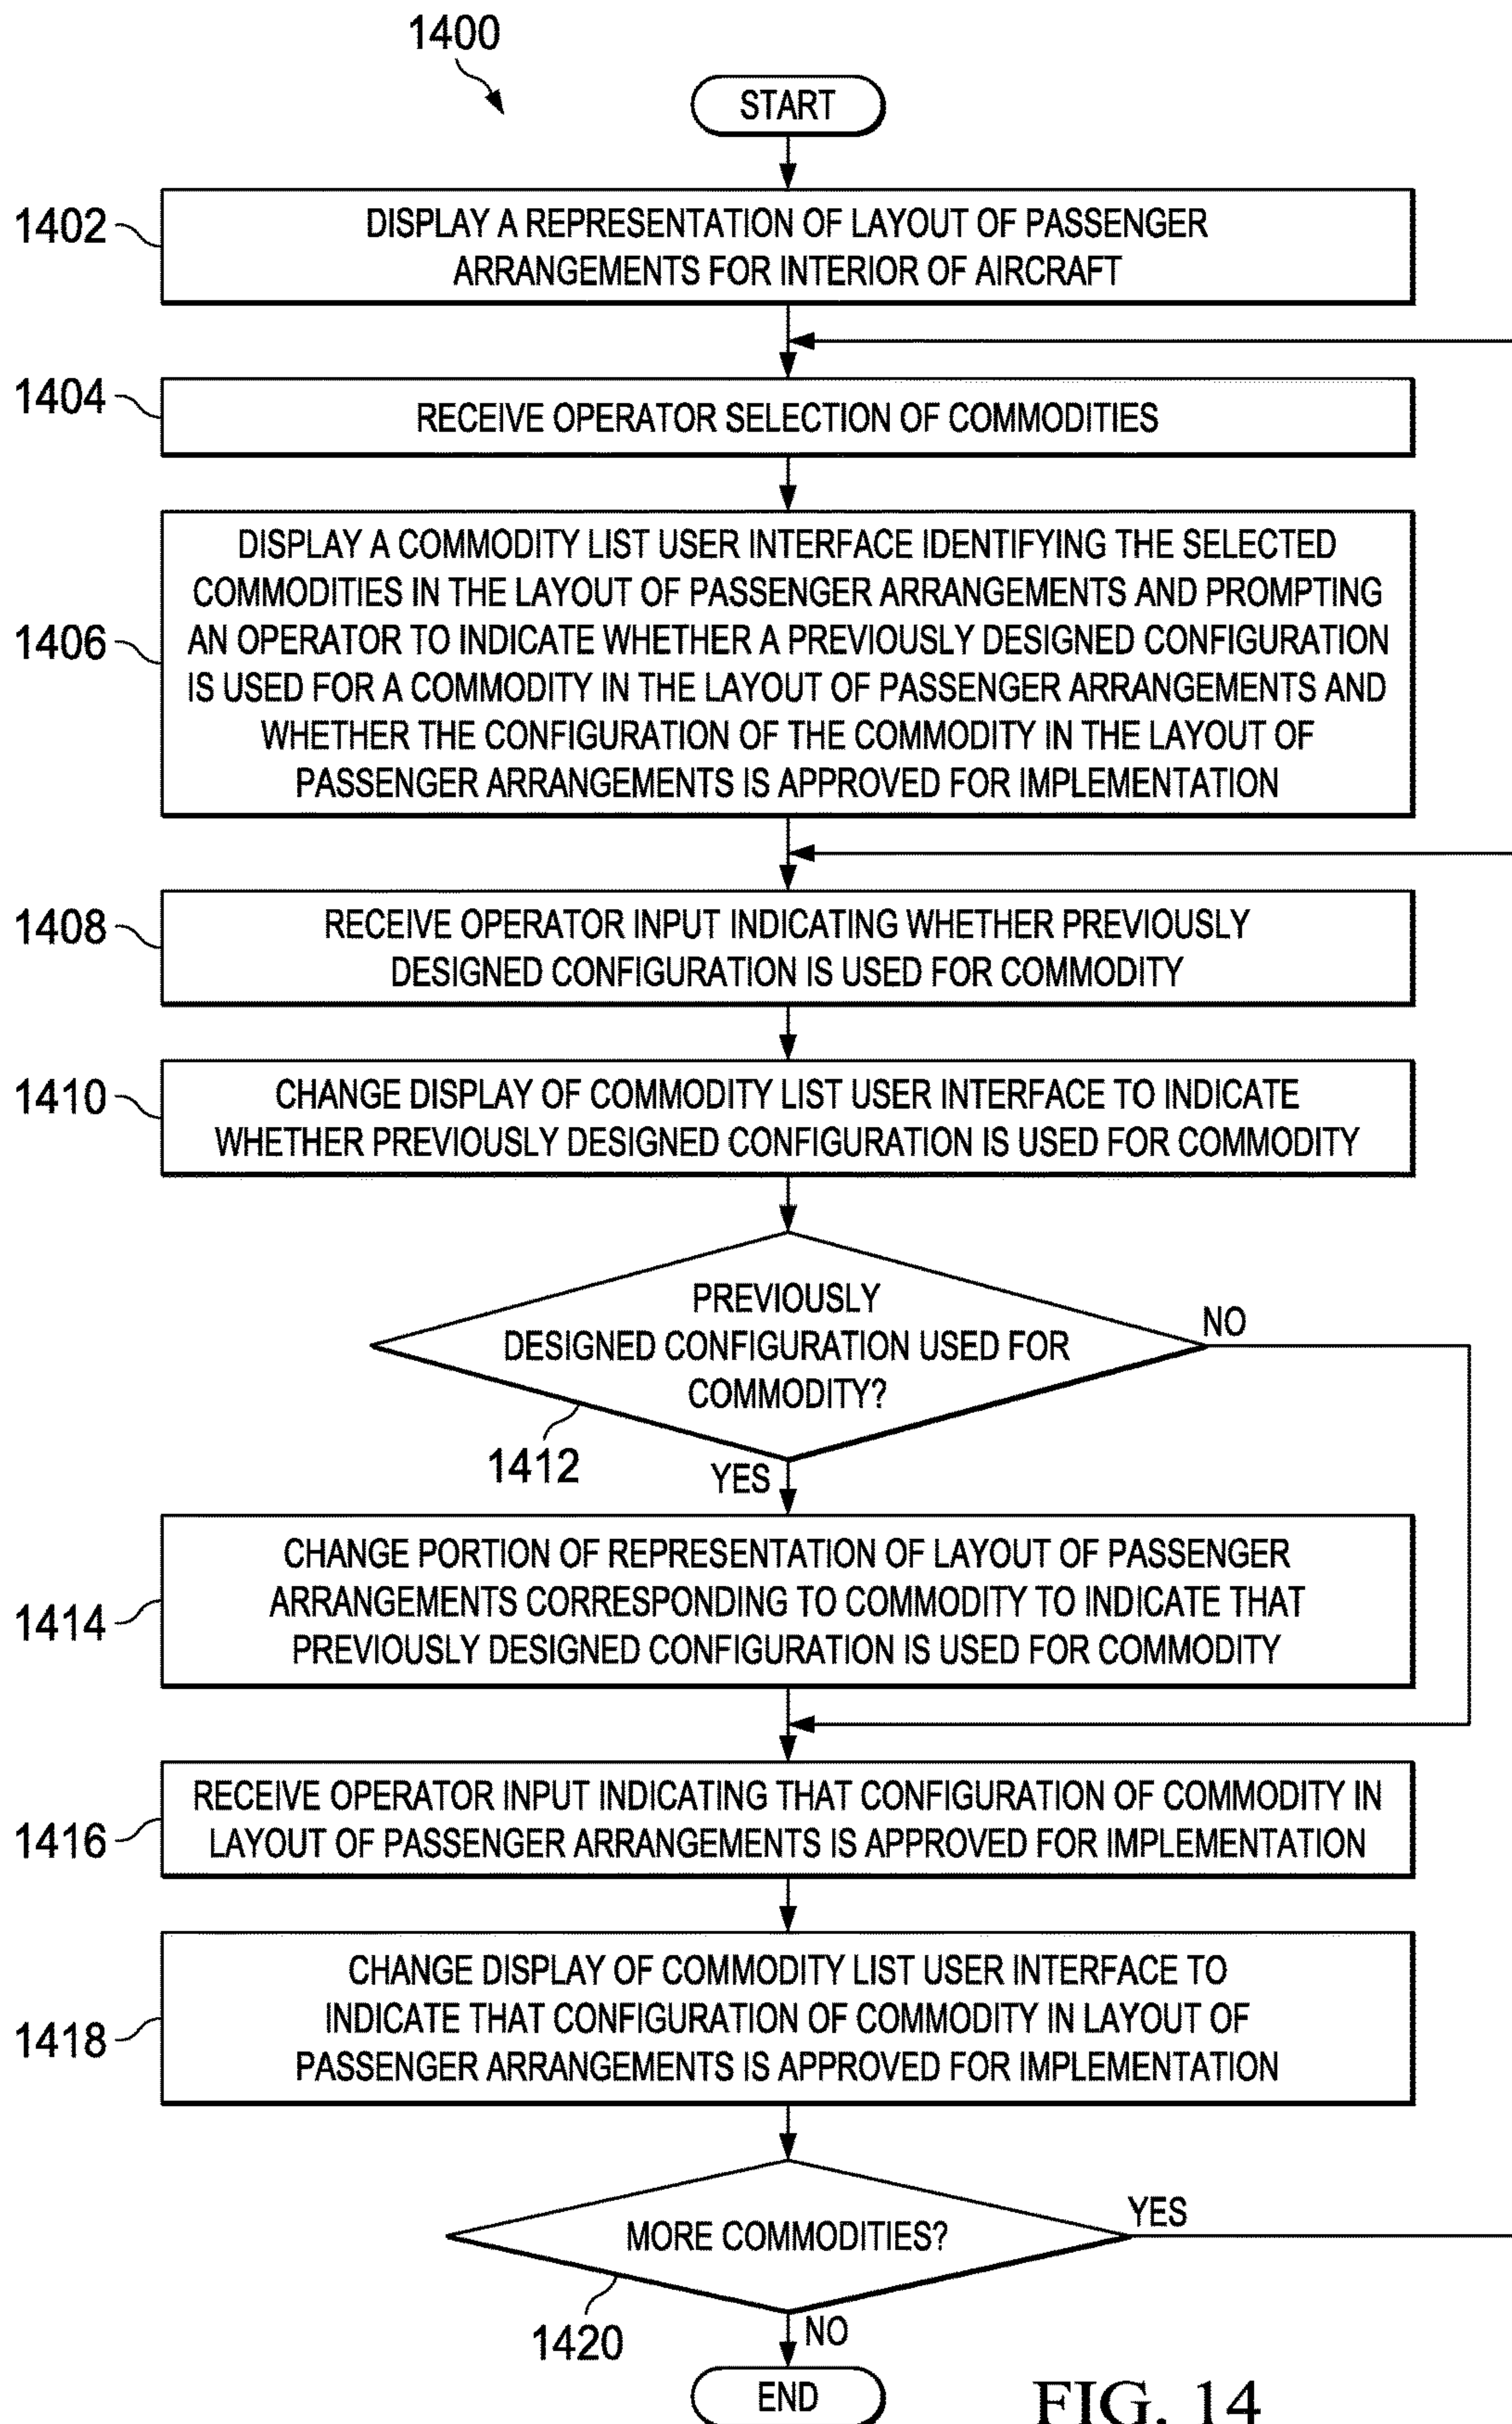 1400
START
1402
DISPLAY A REPRESENTATION OF LAYOUT OF PASSENGER
ARRANGEMENTS FOR INTERIOR OF AIRCRAFT
1404
RECEIVE OPERATOR SELECTION OF COMMODITIES
1406
DISPLAY A COMMODITY LIST USER INTERFACE IDENTIFYING THE SELECTED
COMMODITIES IN THE LAYOUT OF PASSENGER ARRANGEMENTS AND PROMPTING
AN OPERATOR TO INDICATE WHETHER A PREVIOUSLY DESIGNED CONFIGURATION
IS USED FOR A COMMODITY IN THE LAYOUT OF PASSENGER ARRANGEMENTS AND
WHETHER THE CONFIGURATION OF THE COMMODITY IN THE LAYOUT OF
PASSENGER ARRANGEMENTS IS APPROVED FOR IMPLEMENTATION
1408
RECEIVE OPERATOR INPUT INDICATING WHETHER PREVIOUSLY
DESIGNED CONFIGURATION IS USED FOR COMMODITY
1410
CHANGE DISPLAY OF COMMODITY LIST USER INTERFACE TO INDICATE
WHETHER PREVIOUSLY DESIGNED CONFIGURATION IS USED FOR COMMODITY
PREVIOUSLY
DESIGNED CONFIGURATION USED FOR
COMMODITY?
NO
1412
YES
1414
CHANGE PORTION OF REPRESENTATION OF LAYOUT OF PASSENGER
ARRANGEMENTS CORRESPONDING TO COMMODITY TO INDICATE THAT
PREVIOUSLY DESIGNED CONFIGURATION IS USED FOR COMMODITY
1416
RECEIVE OPERATOR INPUT INDICATING THAT CONFIGURATION OF COMMODITY IN
LAYOUT OF PASSENGER ARRANGEMENTS IS APPROVED FOR IMPLEMENTATION
1418
CHANGE DISPLAY OF COMMODITY LIST USER INTERFACE TO
INDICATE THAT CONFIGURATION OF COMMODITY IN LAYOUT OF
PASSENGER ARRANGEMENTS IS APPROVED FOR IMPLEMENTATION
MORE COMMODITIES?
YES
1420
NO
END
FIG. 14